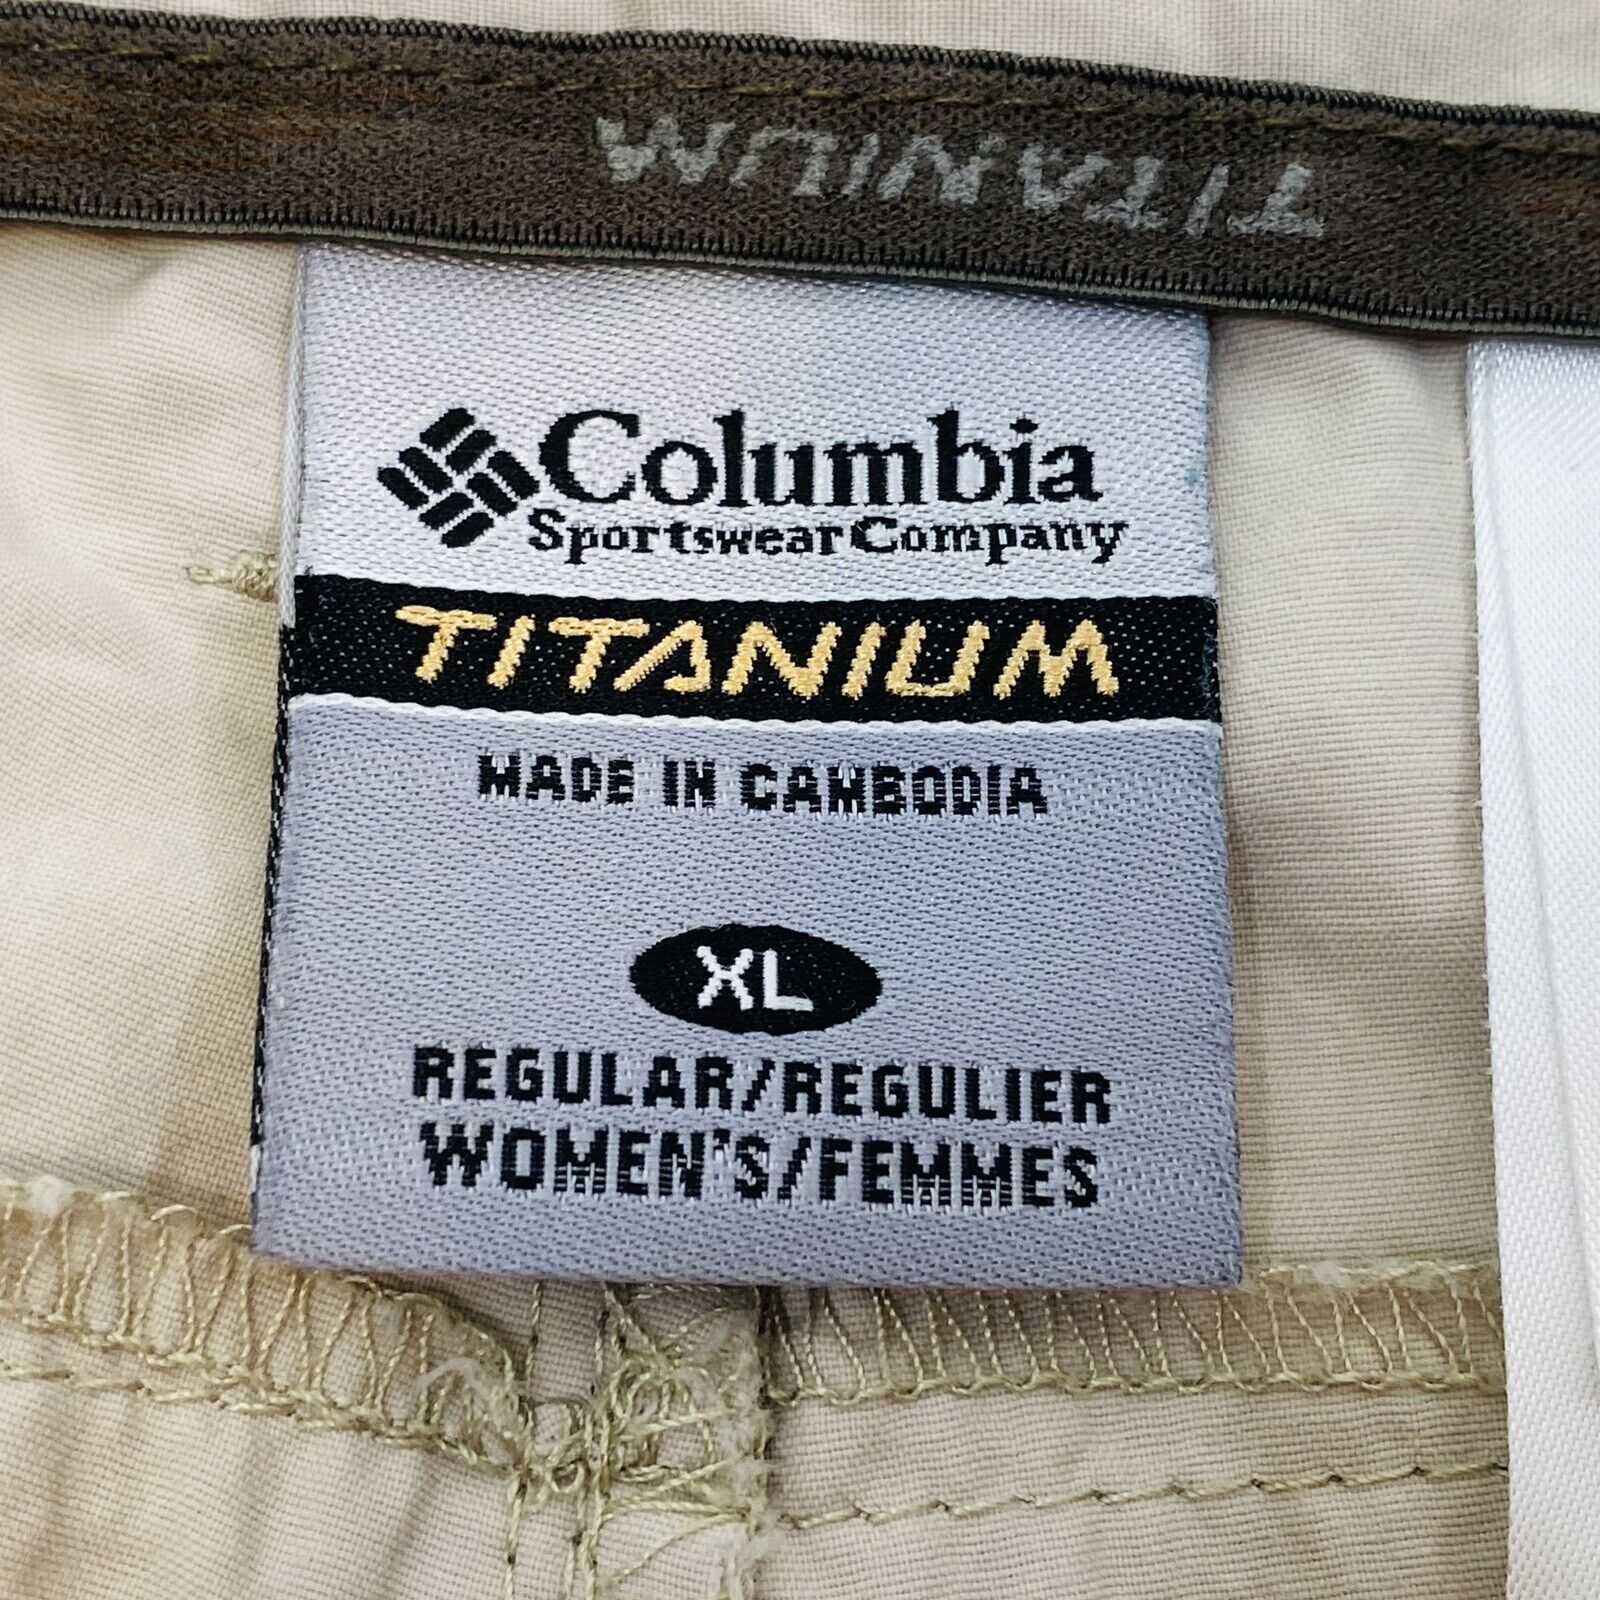 TITANIUM
Columbia
Sportswear Company
TITANIUM
MADE IN CAMBODIA
XL
REGULAR/REGULIER
WOMEN'S/FEMMES